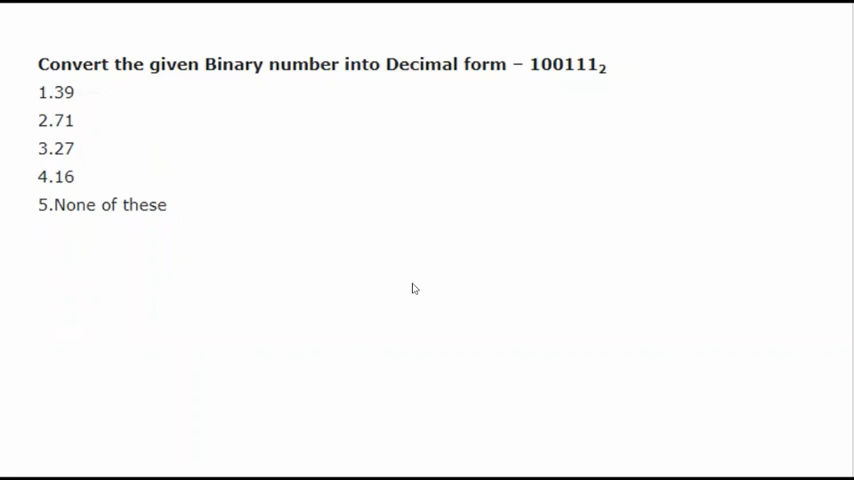 Convert the given Binary number into Decimal form – 100111₂
1.39
2.71
3.27
4.16
5.None of these